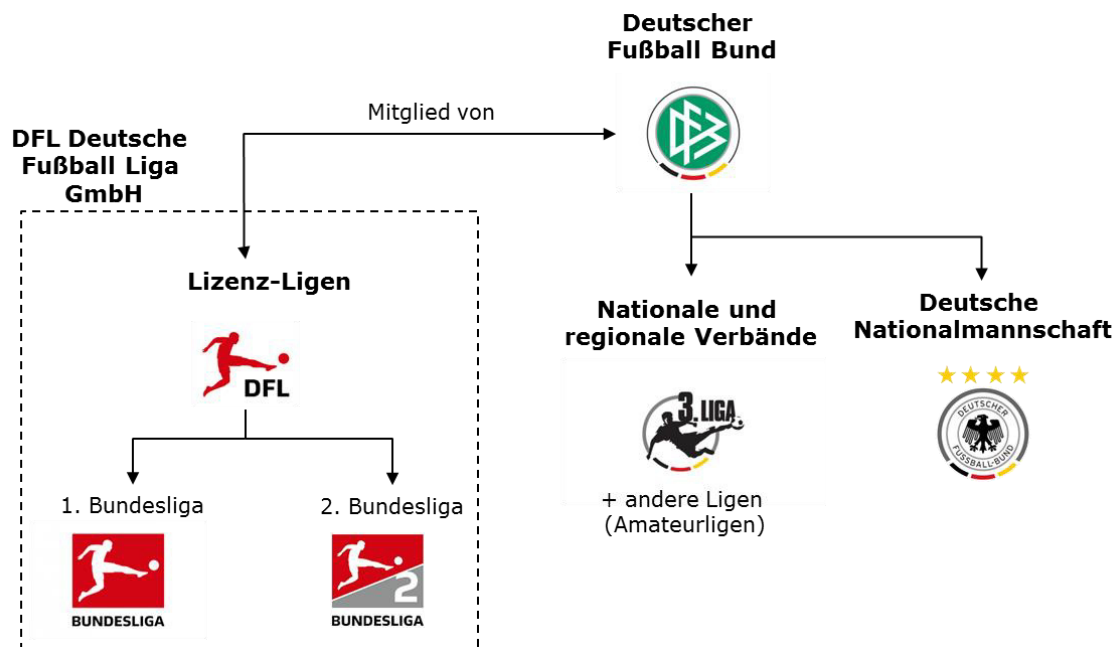 Deutscher
Fußball Bund
DFB
Mitglied von
DFL Deutsche
Fußball Liga
GmbH
Lizenz-Ligen
DFL
1. Bundesliga
2. Bundesliga
BUNDESLIGA
2
BUNDESLIGA
Nationale und
regionale Verbände
3. LIGA
+ andere Ligen
(Amateurligen)
Deutsche
Nationalmannschaft
DEUTSCHER
FUSSBALL-BUND